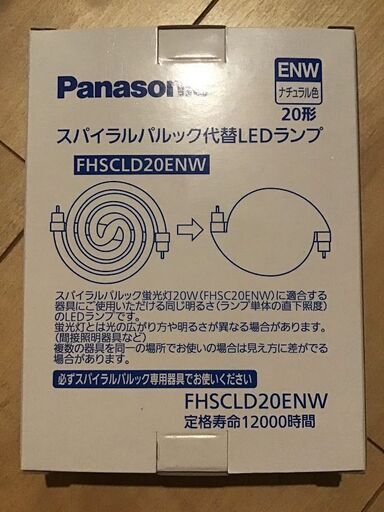 Panasonic
ENW
ナチュラル色
20形
スパイラルパルック代替LEDランプ
FHSCLD20ENW
スパイラルパルック蛍光灯20W(FHSC20ENW)に適合する
器具にご使用いただける同じ明るさ(ランプ単体の直下照度)
のLEDランプです。
蛍光灯とは光の広がり方や明るさが異なる場合があります。
(間接照明器具など)
複数の器具を同一の場所でお使いの場合は見え方に差がでる
場合があります。
必ずスパイラルパルック専用器具でお使いください
FHSCLD20ENW
定格寿命12000時間